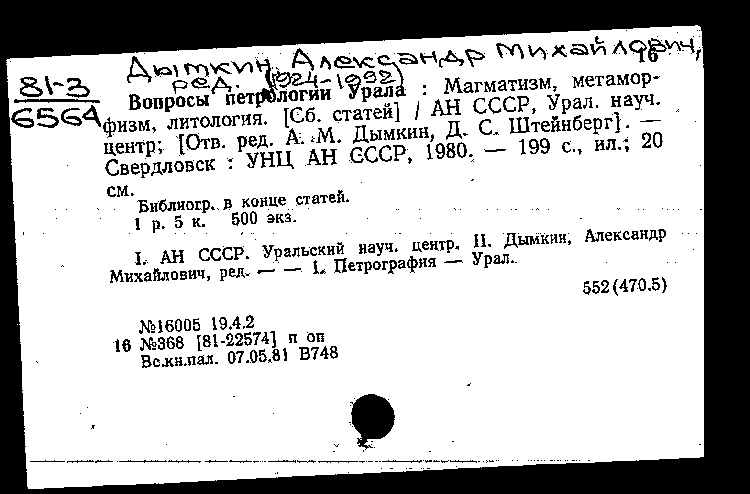 Дымкин, Александр Михайлович,
16
ред. (1924-1992)
81-3
6564
Вопросы петрологии Урала : Магматизм, метамор-
физм, литология. [Сб. статей] / АН СССР, Урал. науч.
центр; [Отв. ред. А. М. Дымкин, Д. С. Штейнберг]. —
Свердловск : УНЦ АН СССР, 1980. — 199 с., ил.; 20
см.
Библиогр. в конце статей.
1 р. 5 к. 500 экз.
I. АН СССР. Уральский науч. центр. II. Дымкин, Александр
Михайлович, ред. — — 1. Петрография — Урал.
552(470.5)
№16005 19.4.2
16 №368 [81-22574] п оп
Вс.кн.пал. 07.05.81 В748